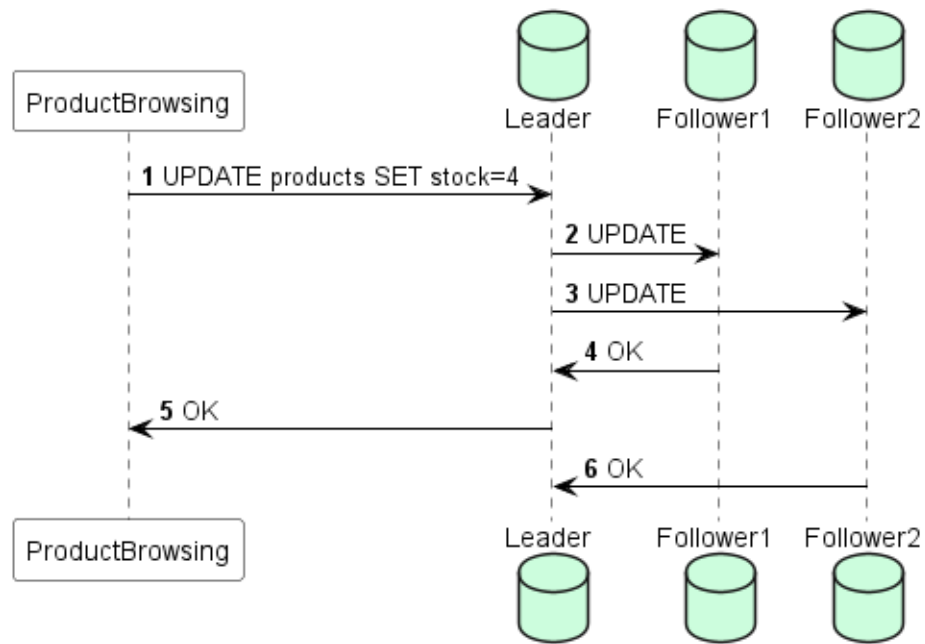 Leader Follower1 Follower2
ProductBrowsing
1 UPDATE products SET stock=4
2 UPDATE
3 UPDATE
4 OK
5 OK
6 OK
Leader Follower1 Follower2
ProductBrowsing